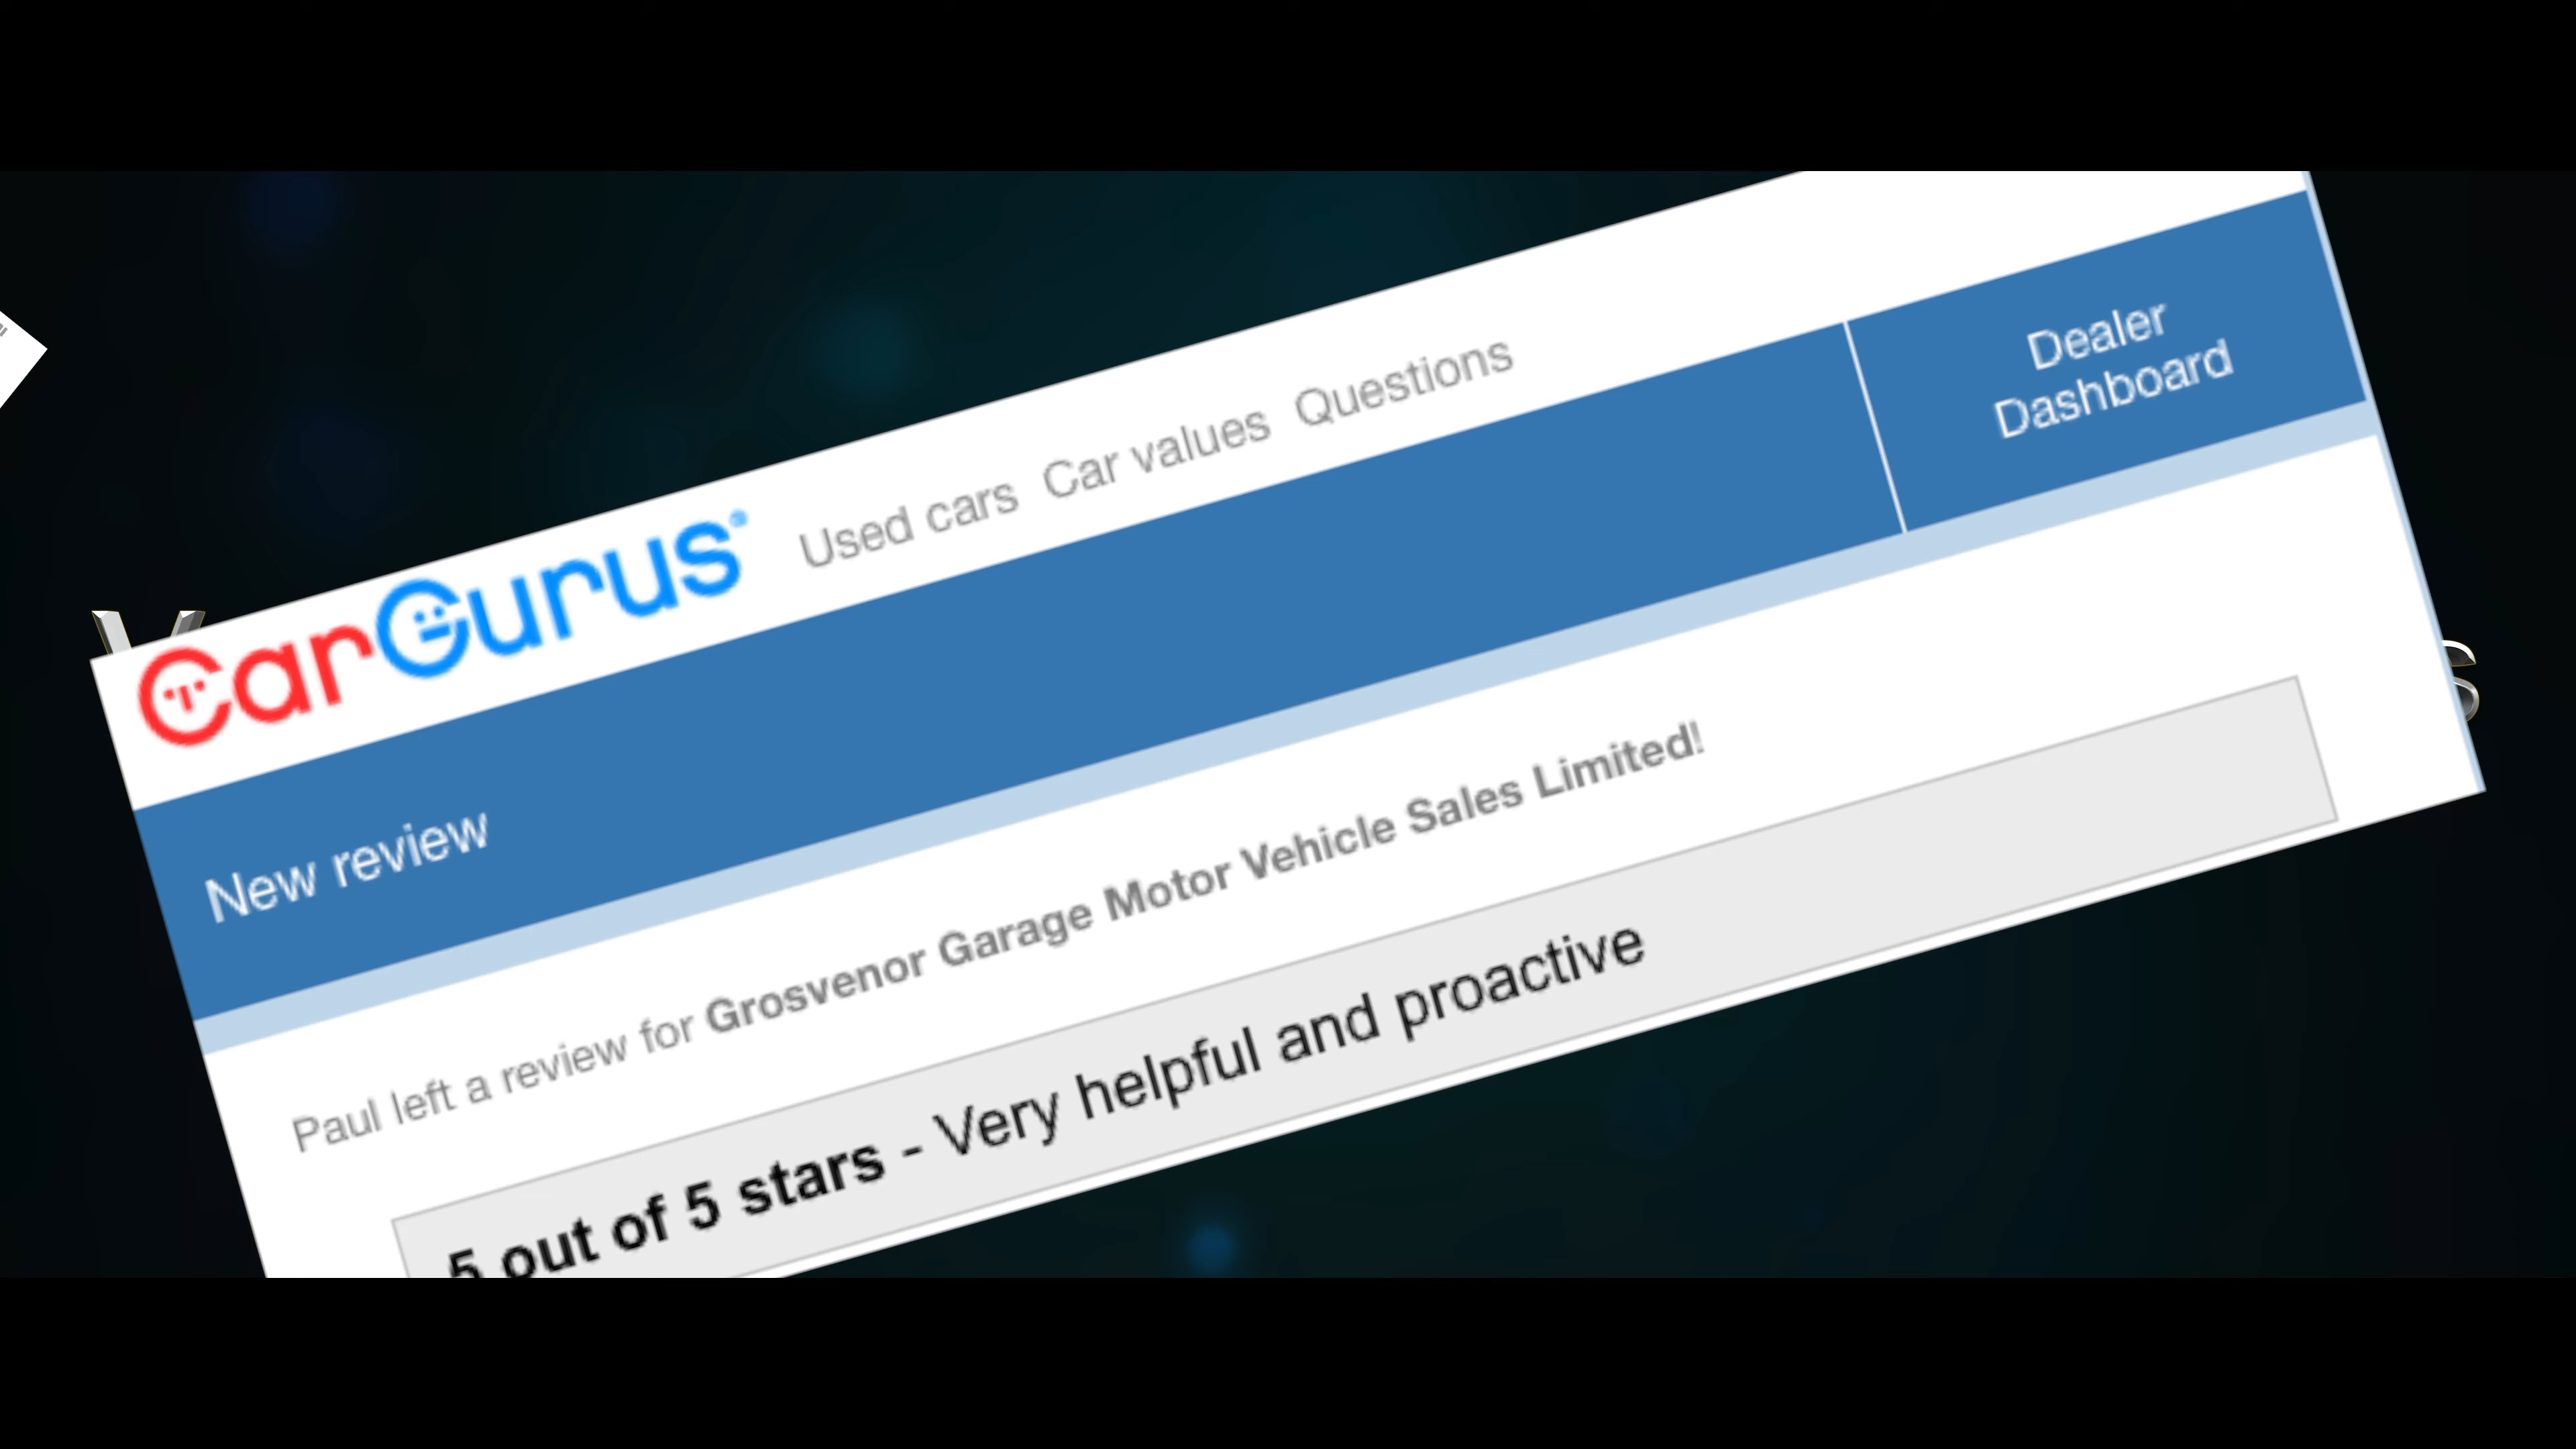 CarGurus Used cars Car values Questions
Dealer
Dashboard
New review
Paul left a review for Grosvenor Garage Motor Vehicle Sales Limited!
5 out of 5 stars - Very helpful and proactive